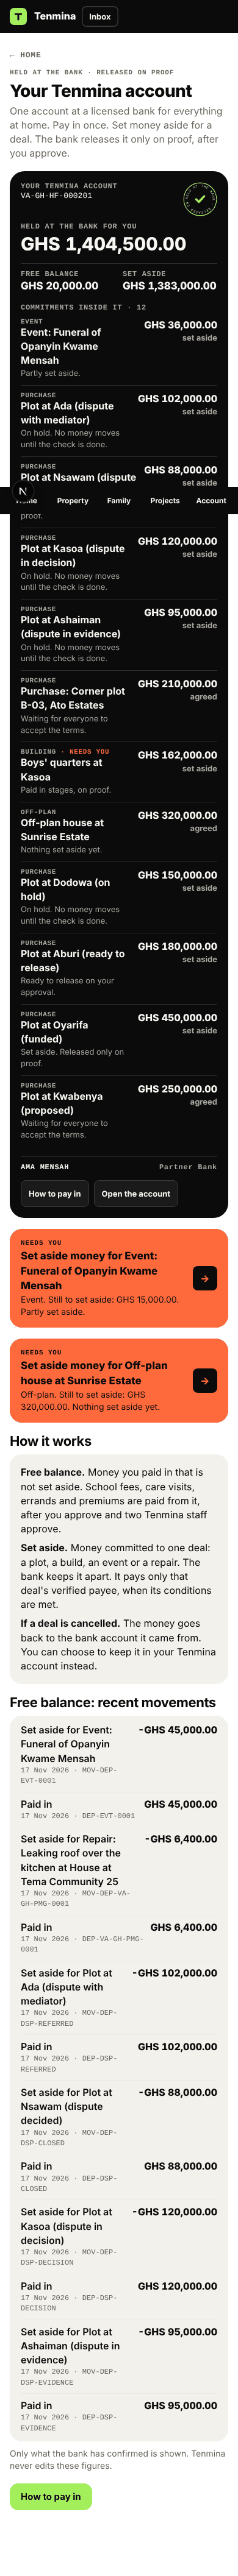 T Tenmina Inbox
← HOME
HELD AT THE BANK · RELEASED ON PROOF
Your Tenmina account
One account at a licensed bank for everything
at home. Pay in once. Set money aside for a
deal. The bank releases it only on proof, after
you approve.
YOUR TENMINA ACCOUNT
VA-GH-HF-000201
HELD AT THE BANK FOR YOU
GHS 1,404,500.00
FREE BALANCE SET ASIDE
GHS 20,000.00 GHS 1,383,000.00
COMMITMENTS INSIDE IT · 12
EVENT
Event: Funeral of
Opanyin Kwame
Mensah
Partly set aside.
GHS 36,000.00
set aside
PURCHASE
Plot at Ada (dispute
with mediator)
On hold. No money moves
until the check is done.
GHS 102,000.00
set aside
PURCHASE
Plot at Nsawam (dispute
GHS 88,000.00
set aside
N
Property Family Projects Account
proof.
PURCHASE
Plot at Kasoa (dispute
in decision)
On hold. No money moves
until the check is done.
GHS 120,000.00
set aside
PURCHASE
Plot at Ashaiman
(dispute in evidence)
On hold. No money moves
until the check is done.
GHS 95,000.00
set aside
PURCHASE
Purchase: Corner plot
B-03, Ato Estates
Waiting for everyone to
accept the terms.
GHS 210,000.00
agreed
BUILDING · NEEDS YOU
Boys' quarters at
Kasoa
Paid in stages, on proof.
GHS 162,000.00
set aside
OFF-PLAN
Off-plan house at
Sunrise Estate
Nothing set aside yet.
GHS 320,000.00
agreed
PURCHASE
Plot at Dodowa (on
hold)
On hold. No money moves
until the check is done.
GHS 150,000.00
set aside
PURCHASE
Plot at Aburi (ready to
release)
Ready to release on your
approval.
GHS 180,000.00
set aside
PURCHASE
Plot at Oyarifa
(funded)
Set aside. Released only on
proof.
GHS 450,000.00
set aside
PURCHASE
Plot at Kwabenya
(proposed)
Waiting for everyone to
accept the terms.
GHS 250,000.00
agreed
AMA MENSAH Partner Bank
How to pay in Open the account
NEEDS YOU
Set aside money for Event:
Funeral of Opanyin Kwame
Mensah
Event. Still to set aside: GHS 15,000.00.
Partly set aside.
→
NEEDS YOU
Set aside money for Off-plan
house at Sunrise Estate
Off-plan. Still to set aside: GHS
320,000.00. Nothing set aside yet.
→
How it works
Free balance. Money you paid in that is
not set aside. School fees, care visits,
errands and premiums are paid from it,
after you approve and two Tenmina staff
approve.
Set aside. Money committed to one deal:
a plot, a build, an event or a repair. The
bank keeps it apart. It pays only that
deal's verified payee, when its conditions
are met.
If a deal is cancelled. The money goes
back to the bank account it came from.
You can choose to keep it in your Tenmina
account instead.
Free balance: recent movements
Set aside for Event:
Funeral of Opanyin
Kwame Mensah
17 Nov 2026 · MOV-DEP-
EVT-0001
-GHS 45,000.00
Paid in
17 Nov 2026 · DEP-EVT-0001
GHS 45,000.00
Set aside for Repair:
Leaking roof over the
kitchen at House at
Tema Community 25
17 Nov 2026 · MOV-DEP-VA-
GH-PMG-0001
-GHS 6,400.00
Paid in
17 Nov 2026 · DEP-VA-GH-PMG-
0001
GHS 6,400.00
Set aside for Plot at
Ada (dispute with
mediator)
17 Nov 2026 · MOV-DEP-
DSP-REFERRED
-GHS 102,000.00
Paid in
17 Nov 2026 · DEP-DSP-
REFERRED
GHS 102,000.00
Set aside for Plot at
Nsawam (dispute
decided)
17 Nov 2026 · MOV-DEP-
DSP-CLOSED
-GHS 88,000.00
Paid in
17 Nov 2026 · DEP-DSP-
CLOSED
GHS 88,000.00
Set aside for Plot at
Kasoa (dispute in
decision)
17 Nov 2026 · MOV-DEP-
DSP-DECISION
-GHS 120,000.00
Paid in
17 Nov 2026 · DEP-DSP-
DECISION
GHS 120,000.00
Set aside for Plot at
Ashaiman (dispute in
evidence)
17 Nov 2026 · MOV-DEP-
DSP-EVIDENCE
-GHS 95,000.00
Paid in
17 Nov 2026 · DEP-DSP-
EVIDENCE
GHS 95,000.00
Only what the bank has confirmed is shown. Tenmina
never edits these figures.
How to pay in